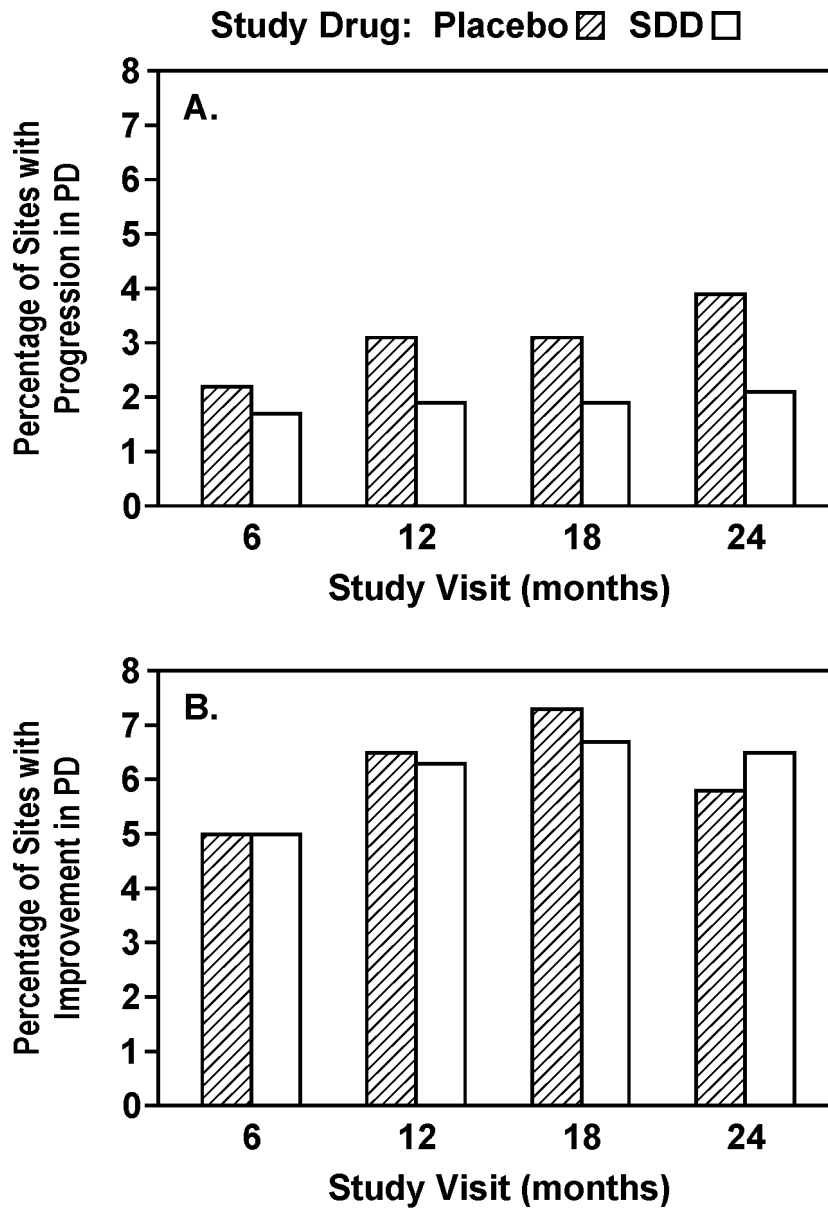 Study Drug: Placebo SDD
A.
Percentage of Sites with
Progression in PD
8
7
6
5
4
3
2
1
0
6 12 18 24
Study Visit (months)
B.
Percentage of Sites with
Improvement in PD
8
7
6
5
4
3
2
1
0
6 12 18 24
Study Visit (months)